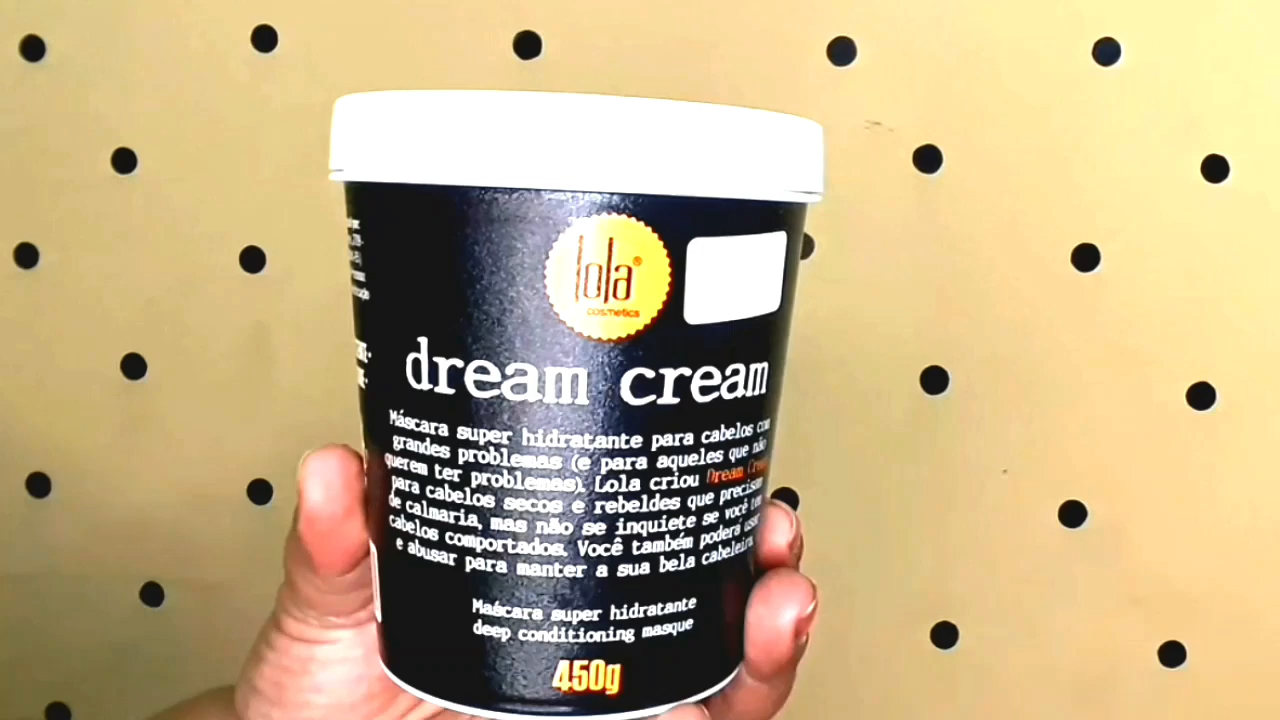 lola®
cosmetics
dream cream
Máscara super hidratante para cabelos com
grandes problemas (e para aqueles que não
querem ter problemas). Lola criou Dream
para cabelos secos e rebeldes que precisam
de calmaria, mas não se inquiete se você tem
cabelos comportados. Você também poderá usar
e abusar para manter a sua bela cabeleira
Máscara super hidratante
deep conditioning masque
450g